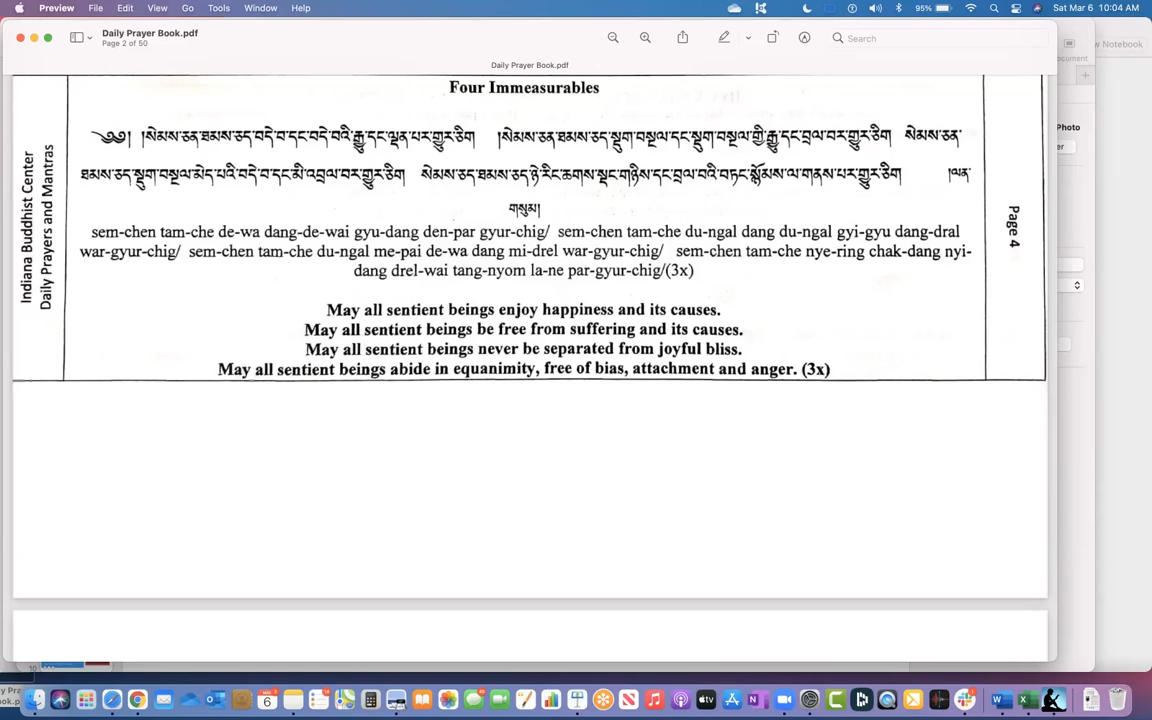 Preview File Edit View Go Tools Window Help 95% Sat Mar 6 10:04 AM
Daily Prayer Book.pdf
Page 2 of 50
Search
w Notebook
Daily Prayer Book.pdf
ocument
Four Immeasurables
༄༅། །སེམས་ཅན་ཐམས་ཅད་བདེ་བ་དང་བདེ་བའི་རྒྱུ་དང་ལྡན་པར་གྱུར་ཅིག །སེམས་ཅན་ཐམས་ཅད་སྡུག་བསྔལ་དང་སྡུག་བསྔལ་གྱི་རྒྱུ་དང་བྲལ་བར་གྱུར་ཅིག སེམས་ཅན་
ཐམས་ཅད་སྡུག་བསྔལ་མེད་པའི་བདེ་བ་དང་མི་འབྲལ་བར་གྱུར་ཅིག སེམས་ཅད་ཐམས་ཅད་ཉེ་རིང་ཆགས་སྡང་གཉིས་དང་བྲལ་བའི་བཏང་སྙོམས་ལ་གནས་པར་གྱུར་ཅིག །ལན་
གསུམ།
sem-chen tam-che de-wa dang-de-wai gyu-dang den-par gyur-chig/ sem-chen tam-che du-ngal dang du-ngal gyi-gyu dang-dral
war-gyur-chig/ sem-chen tam-che du-ngal me-pai de-wa dang mi-drel war-gyur-chig/ sem-chen tam-che nye-ring chak-dang nyi-
dang drel-wai tang-nyom la-ne par-gyur-chig/(3x)
May all sentient beings enjoy happiness and its causes.
May all sentient beings be free from suffering and its causes.
May all sentient beings never be separated from joyful bliss.
May all sentient beings abide in equanimity, free of bias, attachment and anger. (3x)
Indiana Buddhist Center
Daily Prayers and Mantras
Page 4
Photo
er
10
ly Pra
ok.p